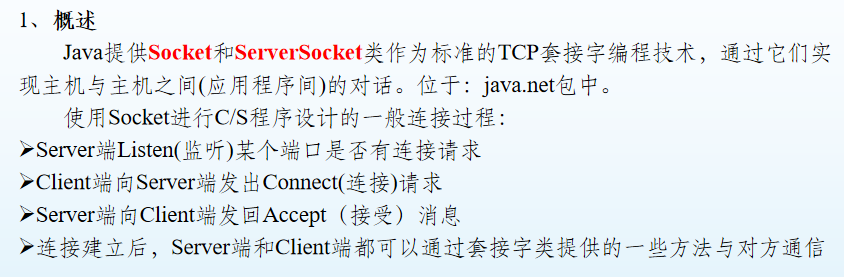 1、概述
Java提供Socket和ServerSocket类作为标准的TCP套接字编程技术，通过它们实
现主机与主机之间(应用程序间)的对话。位于：java.net包中。
使用Socket进行C/S程序设计的一般连接过程：
➢Server端Listen(监听)某个端口是否有连接请求
➢Client端向Server端发出Connect(连接)请求
➢Server端向Client端发回Accept（接受）消息
➢连接建立后，Server端和Client端都可以通过套接字类提供的一些方法与对方通信